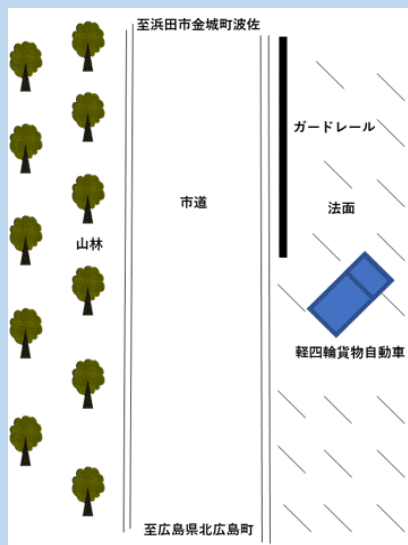 至浜田市金城町波佐
ガードレール
市道
法面
山林
軽四輪貨物自動車
至広島県北広島町